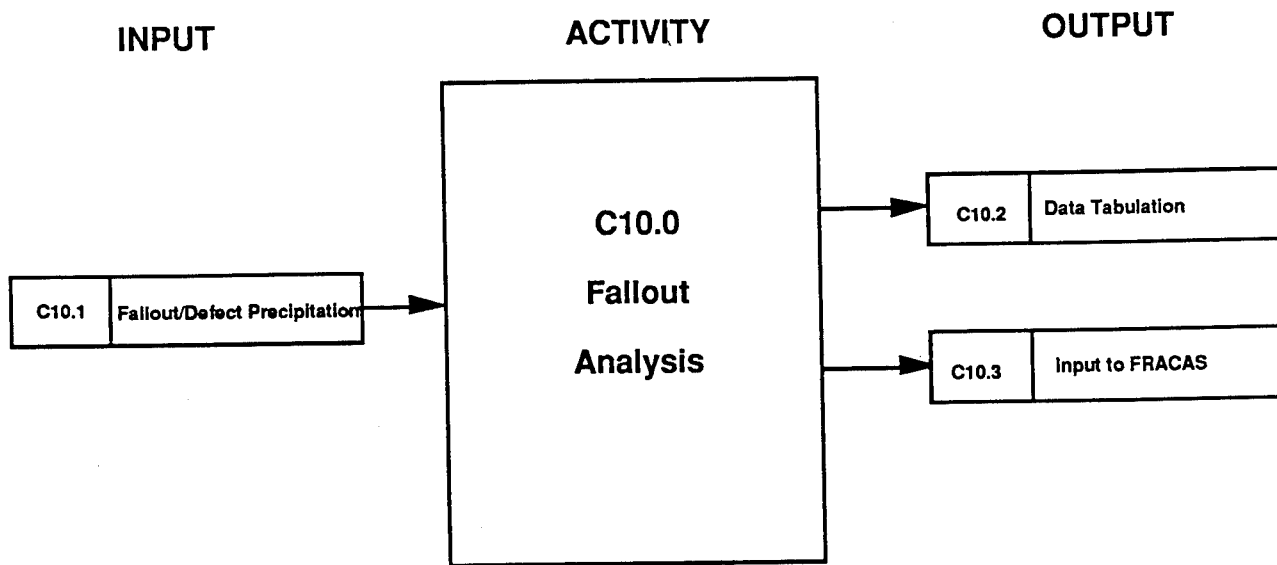 INPUT
ACTIVITY
OUTPUT
C10.1
Fallout/Defect Precipitation
C10.0
Fallout
Analysis
C10.2
Data Tabulation
C10.3
Input to FRACAS